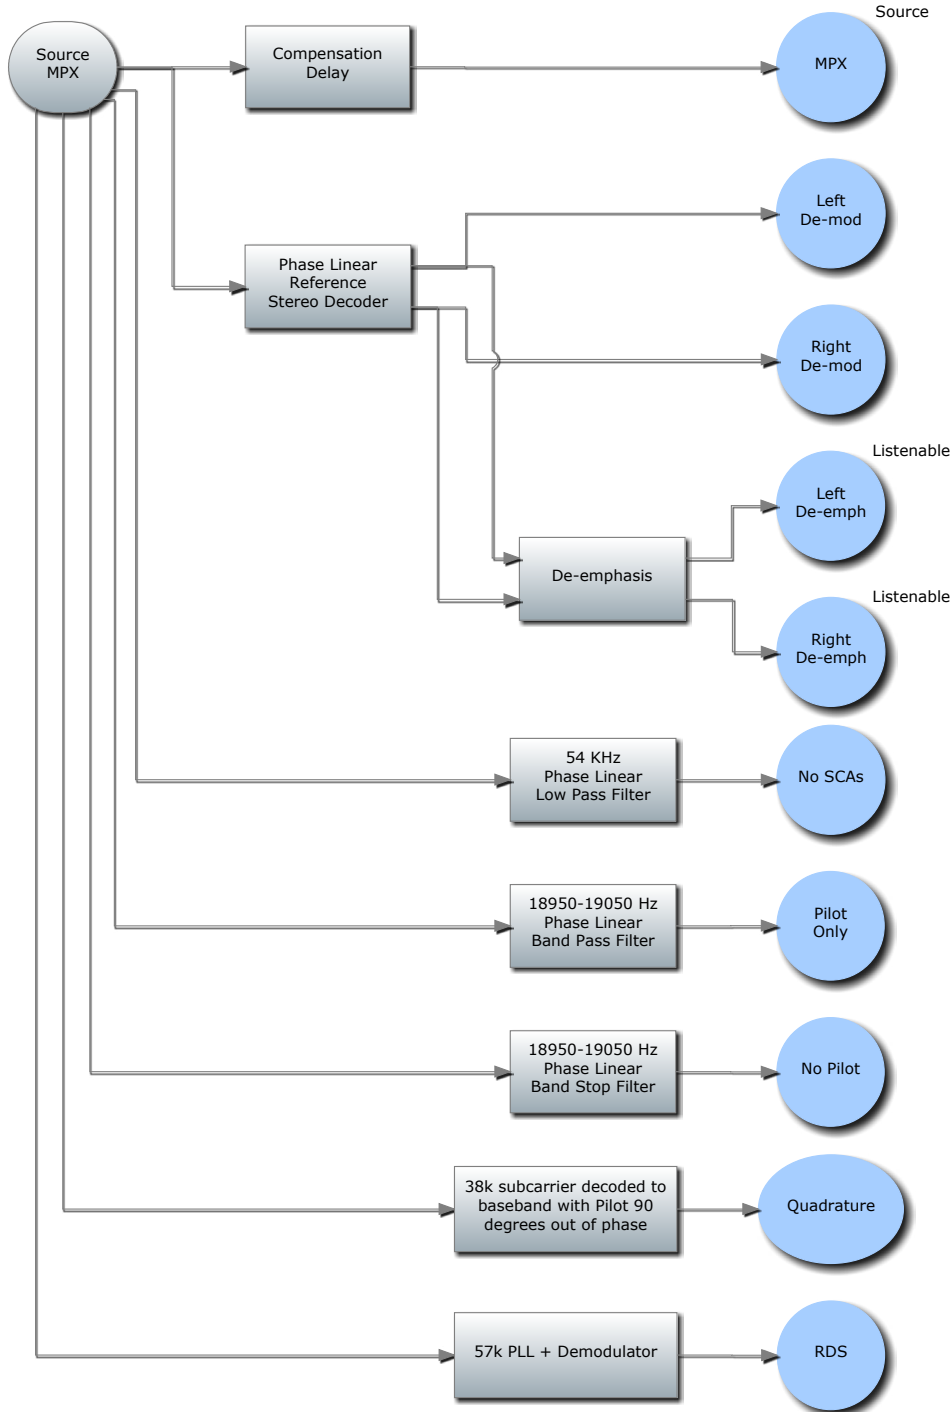 Source
Source
MPX
Compensation
Delay
MPX
Left
De-mod
Phase Linear
Reference
Stereo Decoder
Right
De-mod
Listenable
Left
De-emph
De-emphasis
Listenable
Right
De-emph
54 KHz
Phase Linear
Low Pass Filter
No SCAs
18950-19050 Hz
Phase Linear
Band Pass Filter
Pilot
Only
18950-19050 Hz
Phase Linear
Band Stop Filter
No Pilot
38k subcarrier decoded to
baseband with Pilot 90
degrees out of phase
Quadrature
57k PLL + Demodulator
RDS